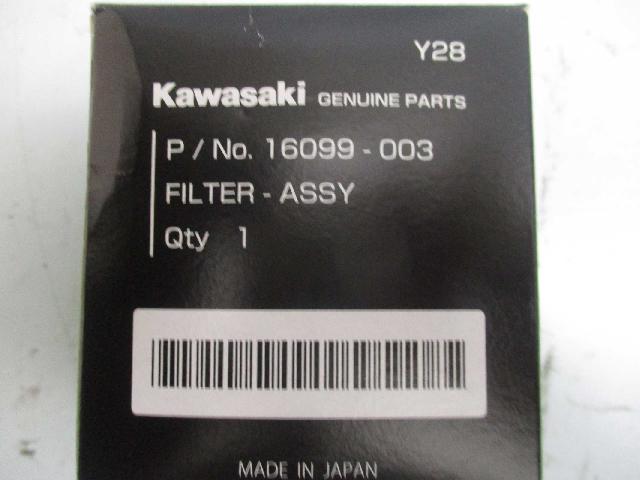 Y28
Kawasaki GENUINE PARTS
P / No. 16099 - 003
FILTER - ASSY
Qty 1
MADE IN JAPAN